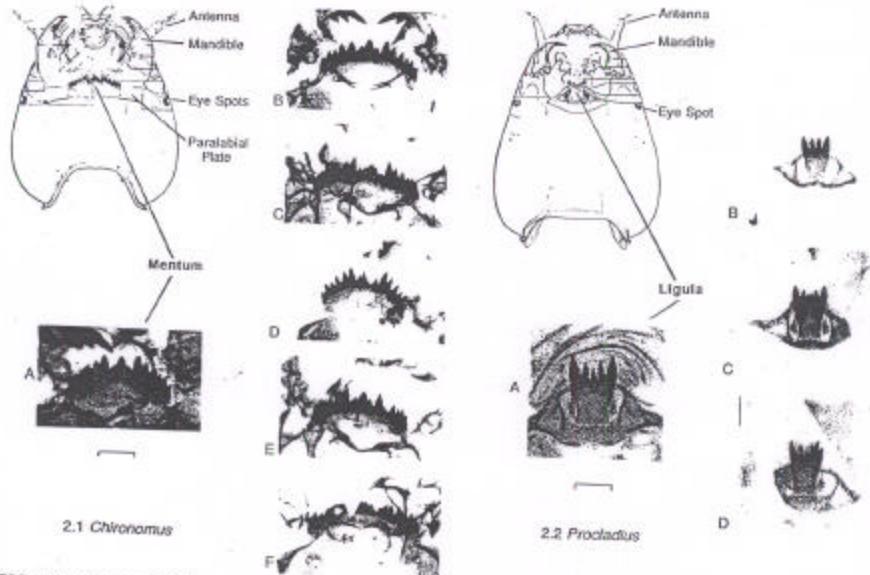 Antenna
Mandible
Eye Spots
Paralabial
Plate
Mentum
A
B
C
D
E
F
2.1 Chironomus
Antenna
Mandible
Eye Spot
Ligula
A
B
C
D
2.2 Procladius